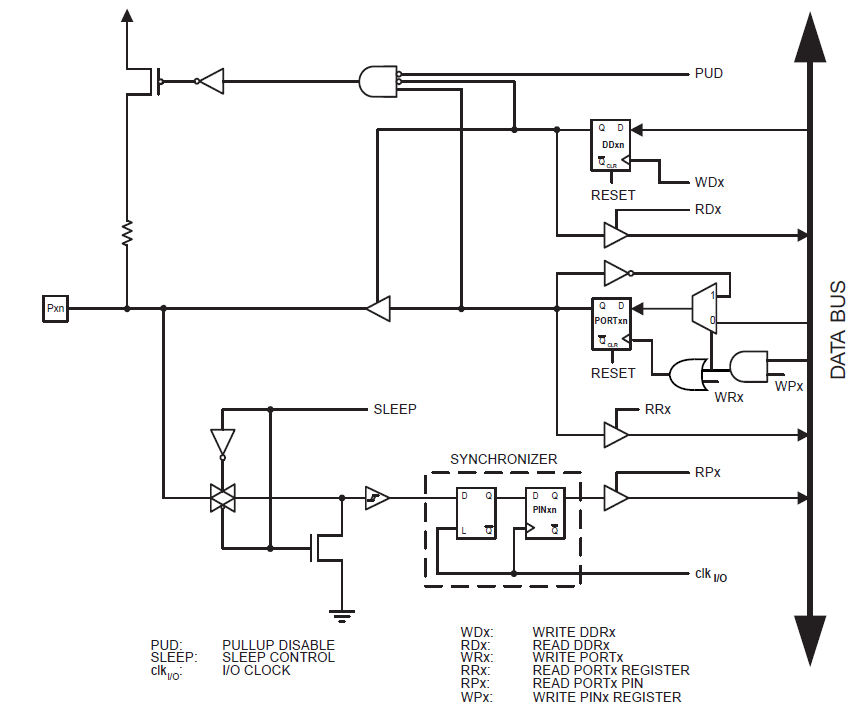 PUD
Q D
DDxn
Q CLR
WDx
RESET
RDx
Pxn
1
Q D
PORTxn
0
Q CLR
RESET
WPx
WRx
DATA BUS
SLEEP
RRx
SYNCHRONIZER
RPx
D Q
L Q
D Q
PINxn
Q
clk I/O
PUD: PULLUP DISABLE
SLEEP: SLEEP CONTROL
clkI/O: I/O CLOCK
WDx: WRITE DDRx
RDx: READ DDRx
WRx: WRITE PORTx
RRx: READ PORTx REGISTER
RPx: READ PORTx PIN
WPx: WRITE PINx REGISTER